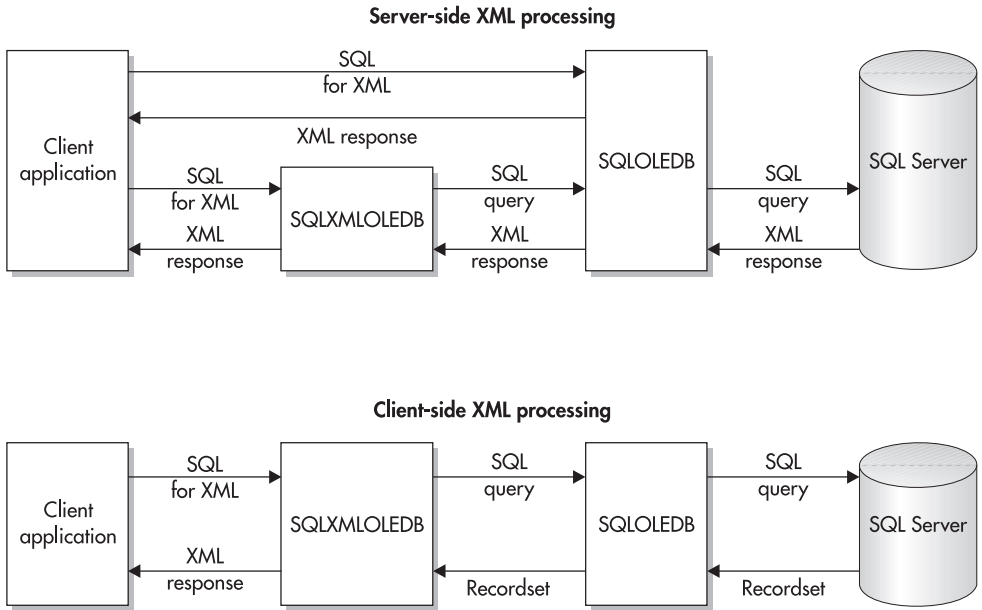 Server-side XML processing
SQL
for XML
XML response
Client
application
SQL
for XML
XML
response
SQLXMLOLEDB
SQL
query
XML
response
SQLOLEDB
SQL
query
XML
response
SQL Server
Client-side XML processing
Client
application
SQL
for XML
XML
response
SQLXMLOLEDB
SQL
query
Recordset
SQLOLEDB
SQL
query
Recordset
SQL Server